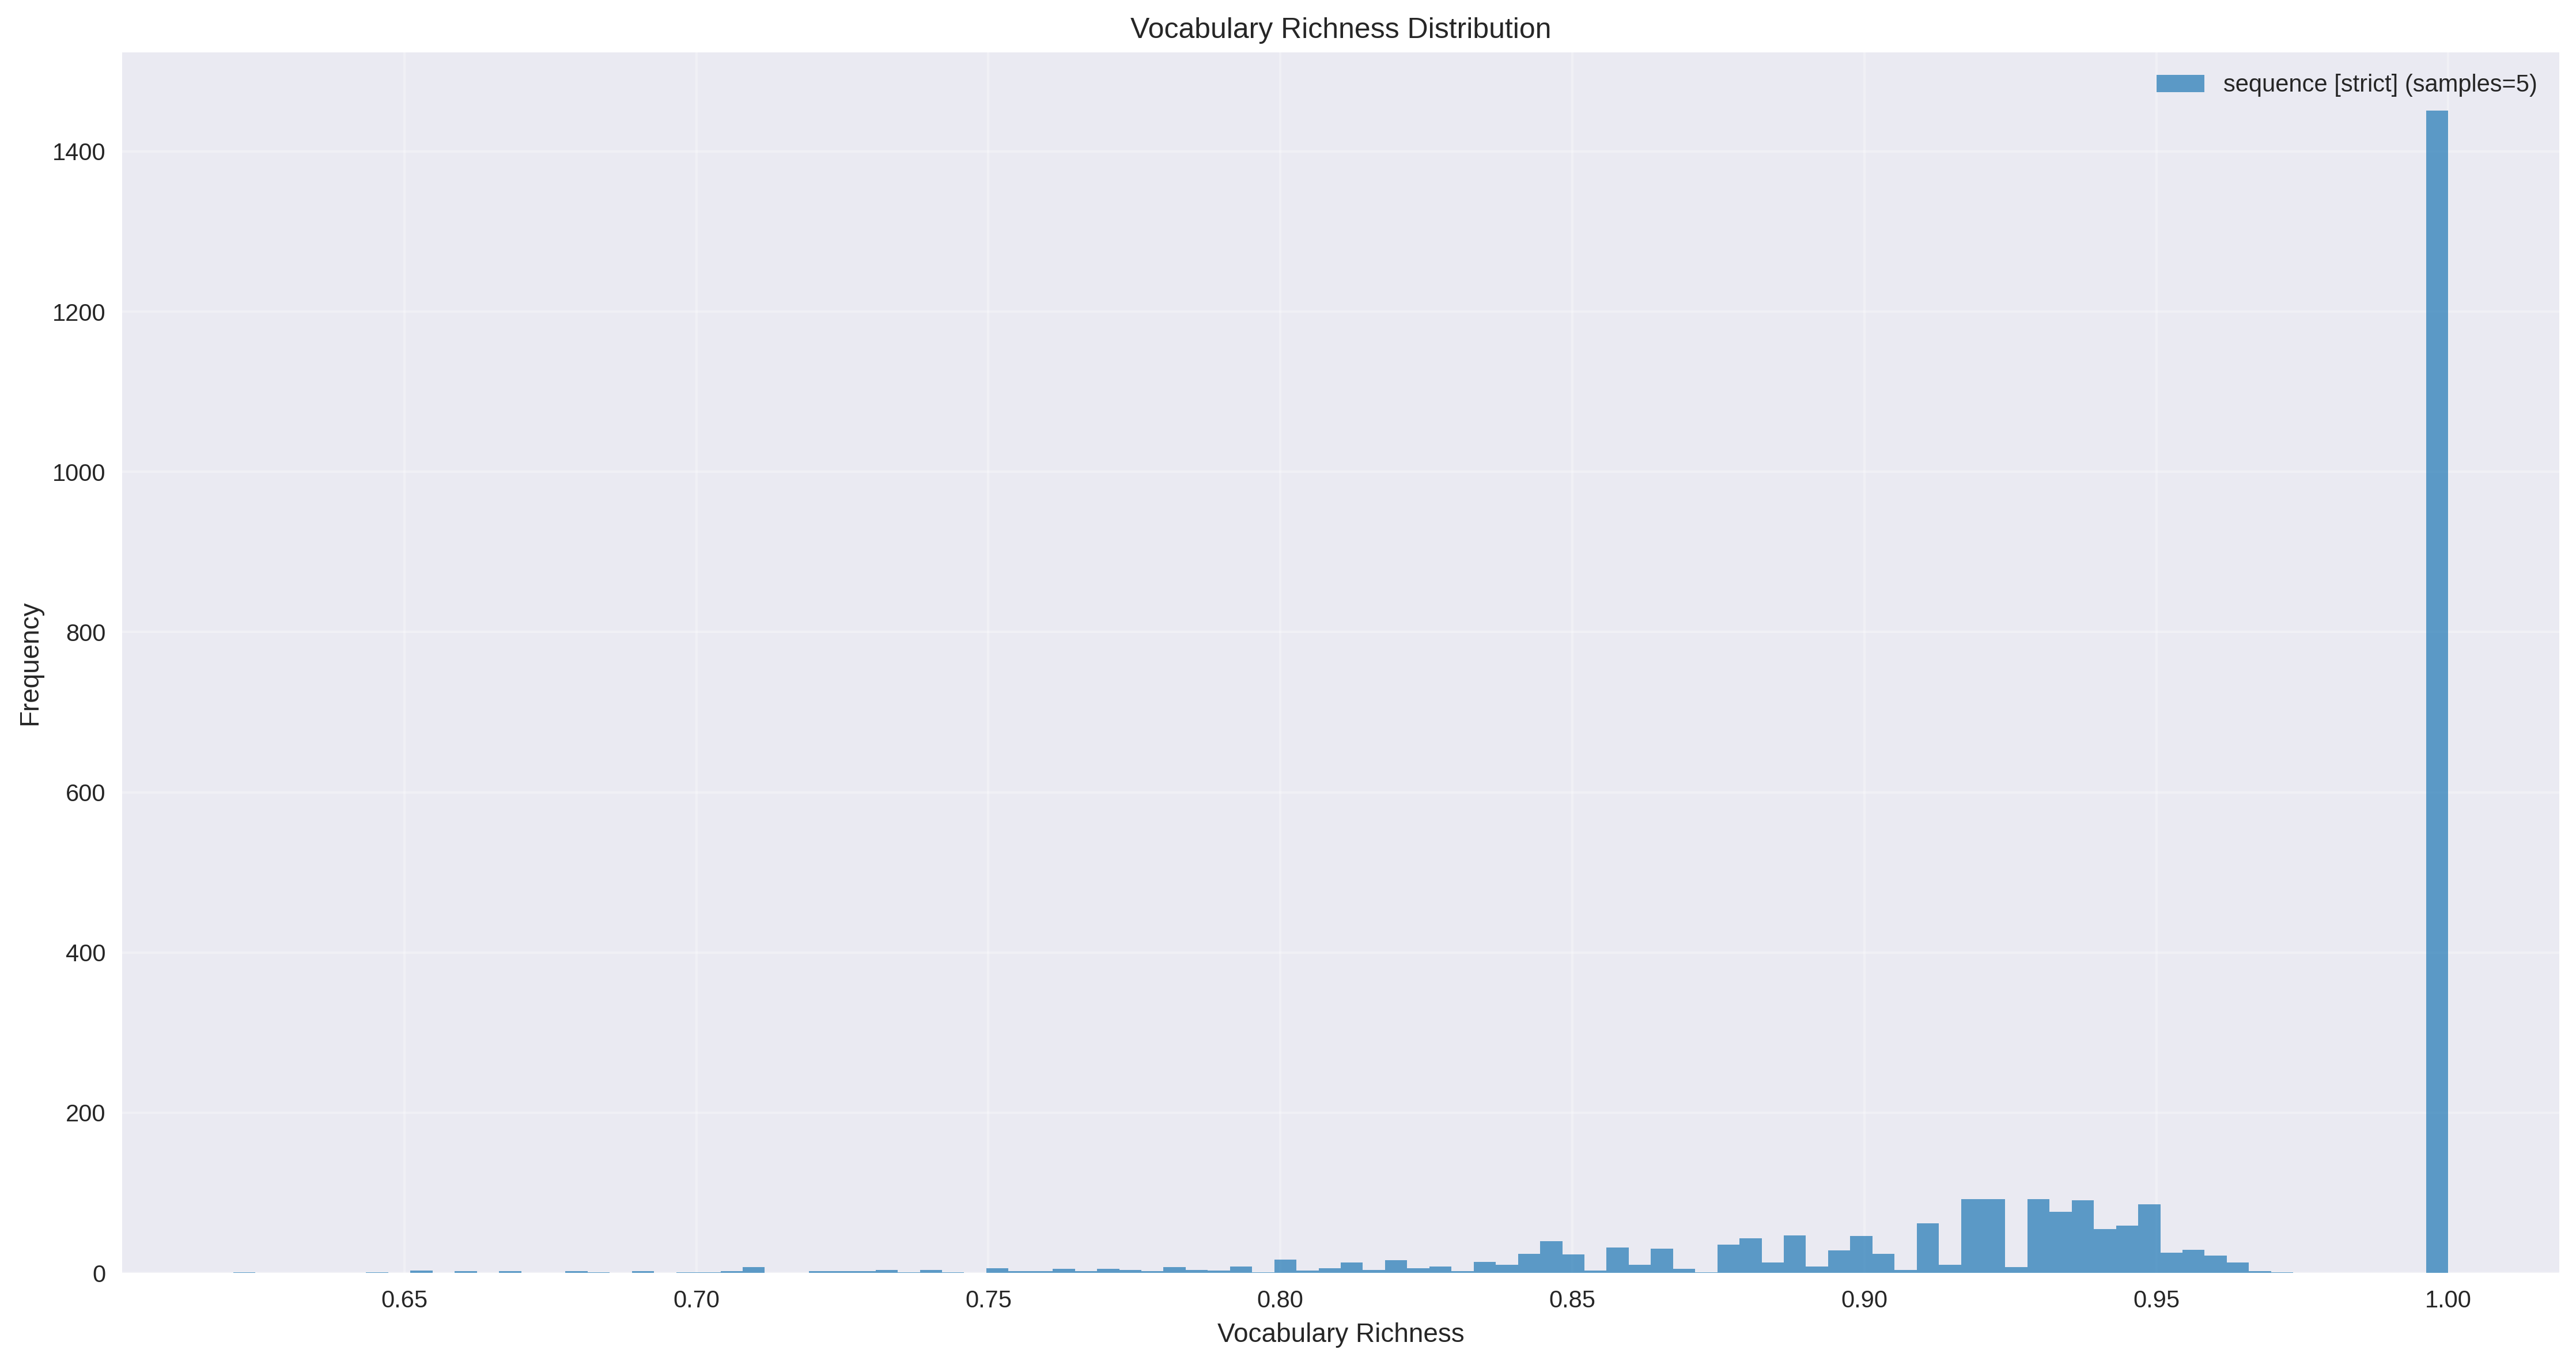 Vocabulary Richness Distribution
sequence [strict] (samples=5)
1400
1200
1000
800
600
400
200
0
Frequency
0.65 0.70 0.75 0.80 0.85 0.90 0.95 1.00
Vocabulary Richness